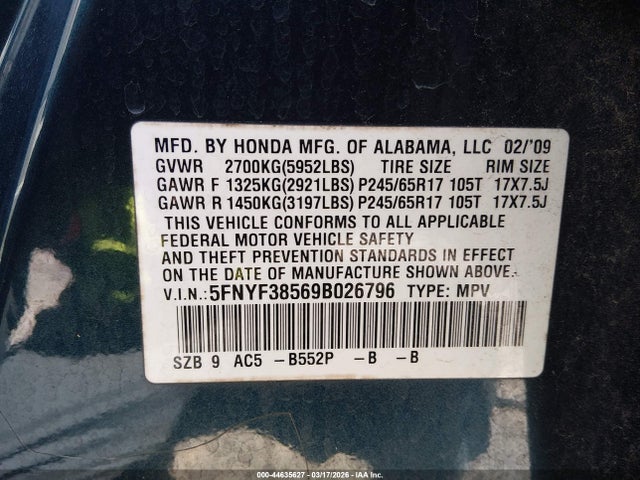 MFD. BY HONDA MFG. OF ALABAMA, LLC 02/'09
GVWR 2700KG(5952LBS) TIRE SIZE RIM SIZE
GAWR F 1325KG(2921LBS) P245/65R17 105T 17X7.5J
GAWR R 1450KG(3197LBS) P245/65R17 105T 17X7.5J
THIS VEHICLE CONFORMS TO ALL APPLICABLE
FEDERAL MOTOR VEHICLE SAFETY
AND THEFT PREVENTION STANDARDS IN EFFECT
ON THE DATE OF MANUFACTURE SHOWN ABOVE.
V.I.N.:5FNYF38569B026796 TYPE: MPV
SZB 9 AC5 -B552P -B -B
000-44635627 - 03/17/2026 - IAA Inc.